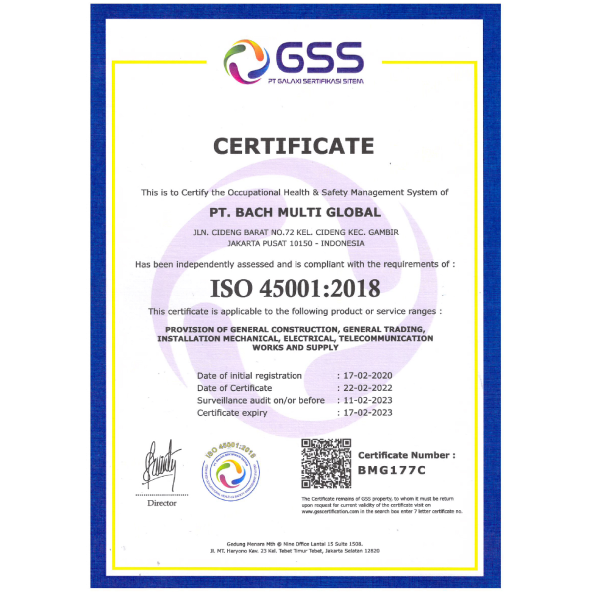 GSS
PT GALAXI SERTIFIKASI SITEM
CERTIFICATE
This is to Certify the Occupational Health & Safety Management System of
PT. BACH MULTI GLOBAL
JLN. CIDENG BARAT NO.72 KEL. CIDENG KEC. GAMBIR
JAKARTA PUSAT 10150 - INDONESIA
Has been independently assessed and is compliant with the requirements of :
ISO 45001:2018
This certificate is applicable to the following product or service ranges :
PROVISION OF GENERAL CONSTRUCTION, GENERAL TRADING,
INSTALLATION MECHANICAL, ELECTRICAL, TELECOMMUNICATION
WORKS AND SUPPLY
Date of initial registration : 17-02-2020
Date of Certificate : 22-02-2022
Surveillance audit on/or before : 11-02-2023
Certificate expiry : 17-02-2023
ISO 45001:2018
Director
Certificate Number :
BMG177C
The Certificate remains of GSS property, to whom it must be return
upon request for current validity of the certificate visit on
www.gsscertification.com in the search box enter 7 letter certificate no.
Gedung Menara Mth @ Nine Office Lantai 15 Suite 1508,
Jl. MT. Haryono Kav. 23 Kel. Tebet Timur Tebet, Jakarta Selatan 12820